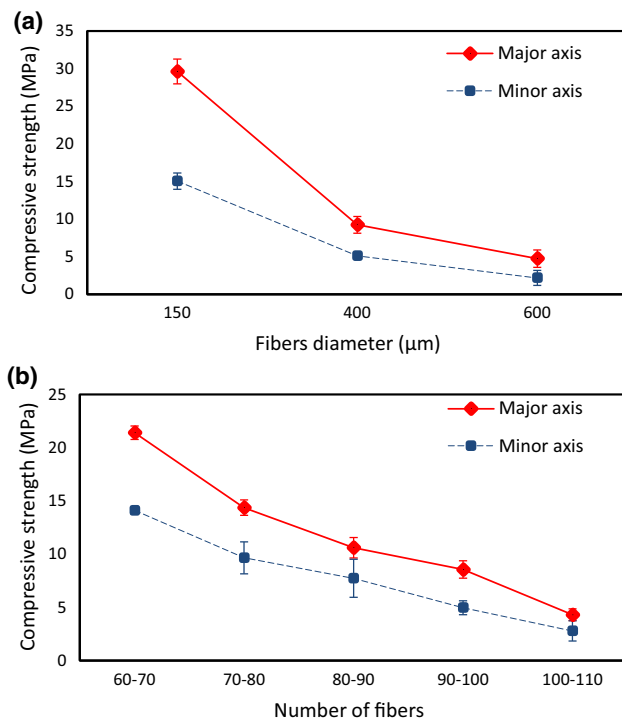 (a)
35
30
25
20
15
10
5
0
Compressive strength (MPa)
Major axis
Minor axis
150 400 600
Fibers diameter (μm)
(b)
25
20
15
10
5
0
Compressive strength (MPa)
Major axis
Minor axis
60-70 70-80 80-90 90-100 100-110
Number of fibers